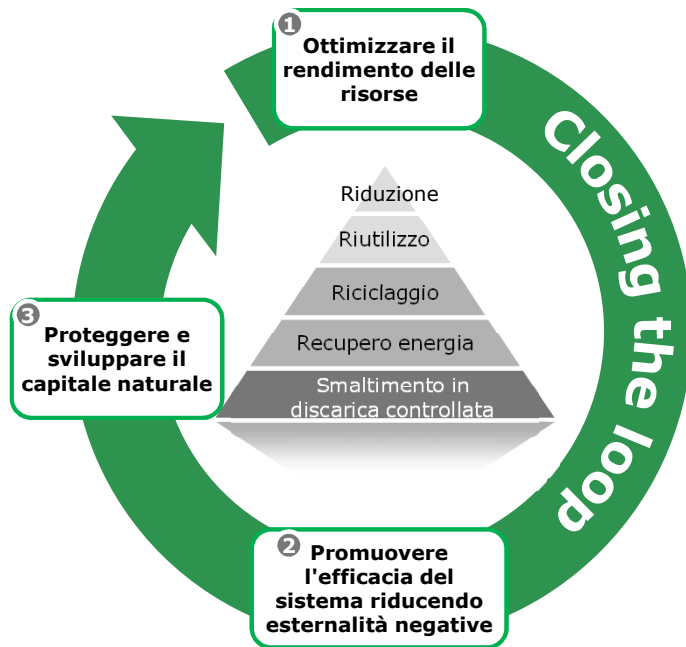 1
Ottimizzare il
rendimento delle
risorse
Closing the loop
Riduzione
Riutilizzo
Riciclaggio
Recupero energia
Smaltimento in
discarica controllata
3
Proteggere e
sviluppare il
capitale naturale
2
Promuovere
l'efficacia del
sistema riducendo
esternalità negative